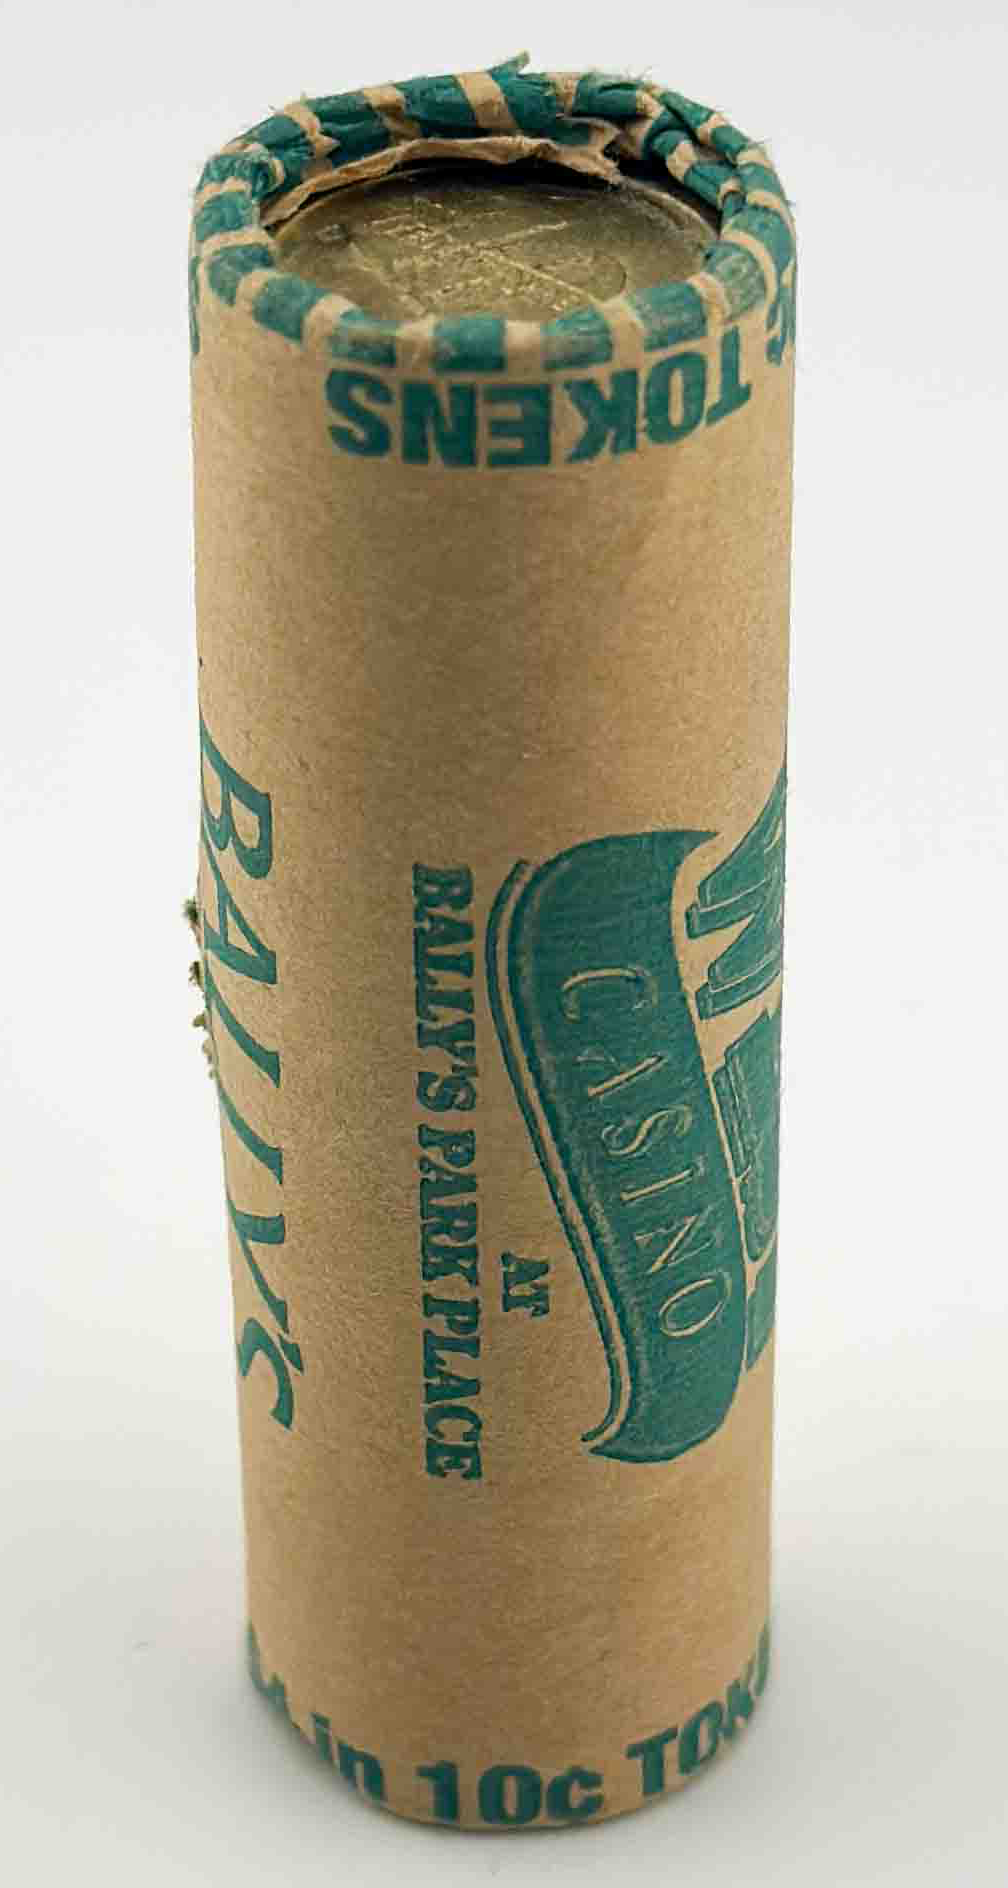 TOKENS
BALLY'S
CASINO
AT
BALLY'S PARK PLACE
in 10¢ TOK